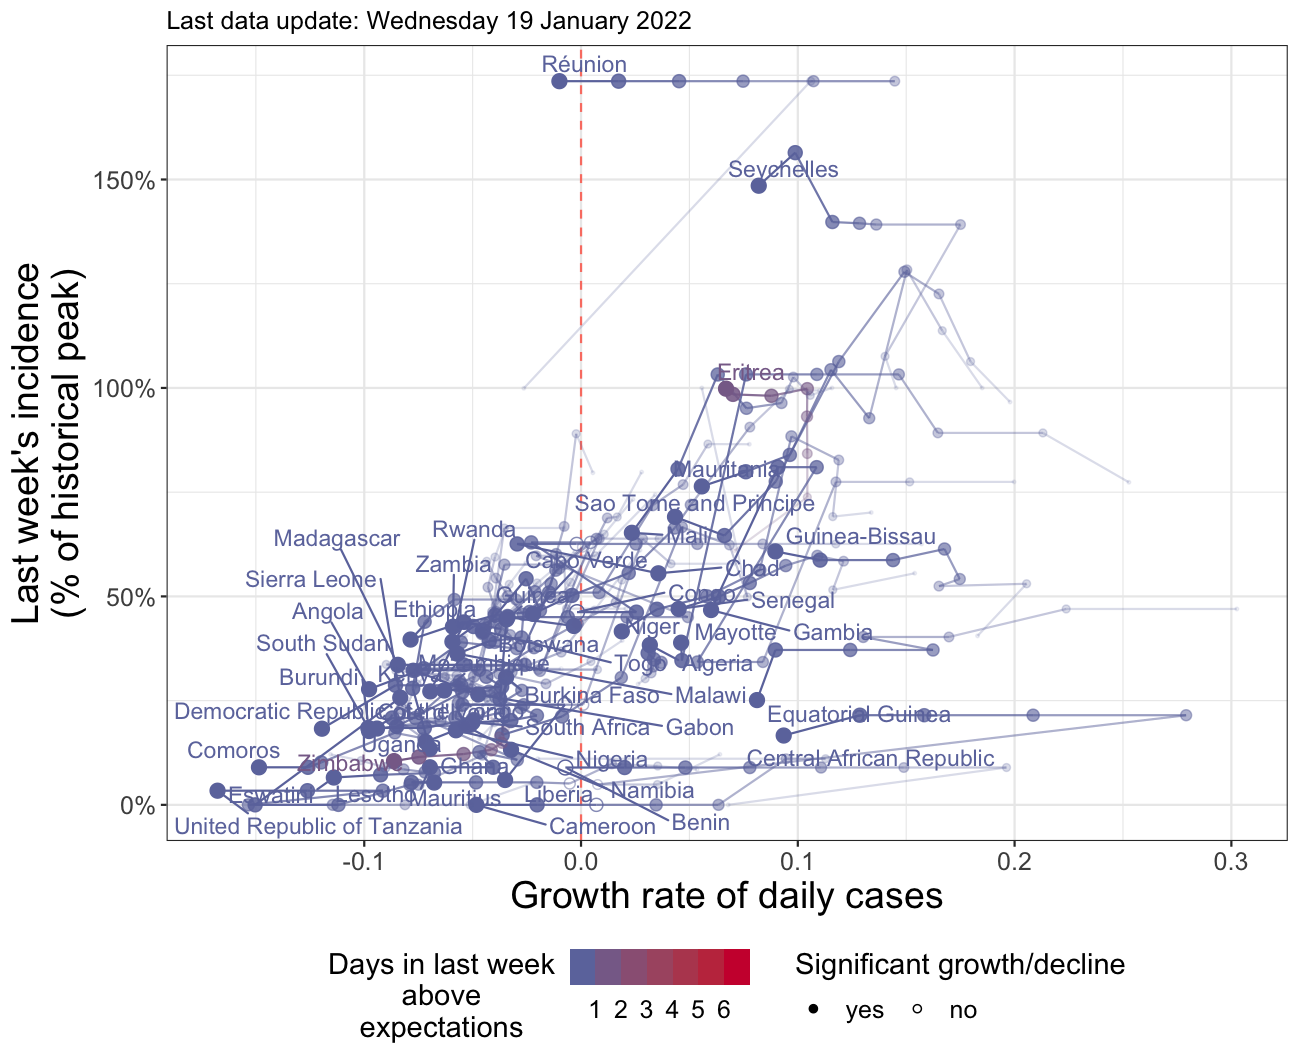 Last data update: Wednesday 19 January 2022
Last week's incidence
(% of historical peak)
150%
100%
50%
0%
Réunion
Seychelles
Eritrea
Mauritania
Sao Tome and Principe
Rwanda
Madagascar
Mali
Guinea-Bissau
Zambia
Cabo Verde
Chad
Sierra Leone
Guinea
Congo
Senegal
Angola
Ethiopia
Niger
Mayotte
Gambia
South Sudan
Botswana
Mozambique
Togo
Algeria
Burundi
Kenya
Burkina Faso
Malawi
Democratic Republic of the Congo
Equatorial Guinea
South Africa
Gabon
Uganda
Comoros
Zimbabwe
Ghana
Nigeria
Central African Republic
Eswatini
Lesotho
Mauritius
Liberia
Namibia
United Republic of Tanzania
Cameroon
Benin
-0.1
0.0
0.1
0.2
0.3
Growth rate of daily cases
Days in last week
above
expectations
1 2 3 4 5 6
Significant growth/decline
yes
no